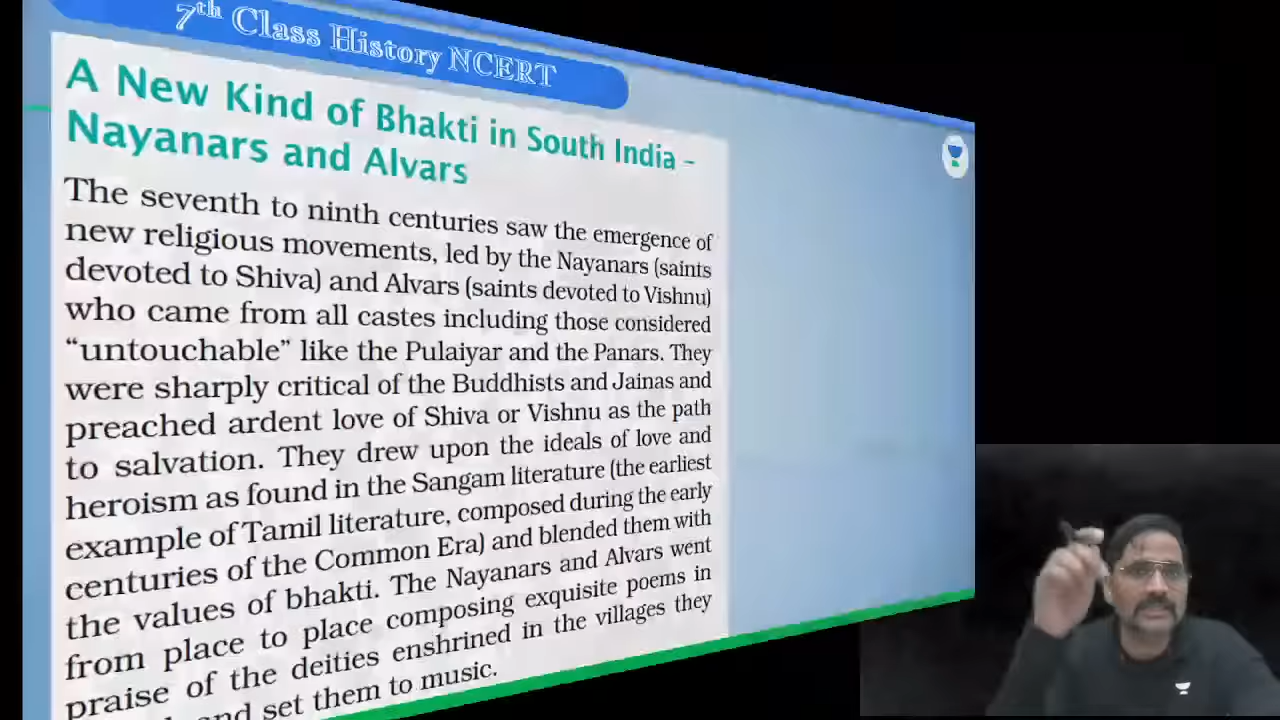 7th Class History NCERT
A New Kind of Bhakti in South India –
Nayanars and Alvars
The seventh to ninth centuries saw the emergence of
new religious movements, led by the Nayanars (saints
devoted to Shiva) and Alvars (saints devoted to Vishnu)
who came from all castes including those considered
“untouchable” like the Pulaiyar and the Panars. They
were sharply critical of the Buddhists and Jainas and
preached ardent love of Shiva or Vishnu as the path
to salvation. They drew upon the ideals of love and
heroism as found in the Sangam literature (the earliest
example of Tamil literature, composed during the early
centuries of the Common Era) and blended them with
the values of bhakti. The Nayanars and Alvars went
from place to place composing exquisite poems in
praise of the deities enshrined in the villages they
and set them to music.